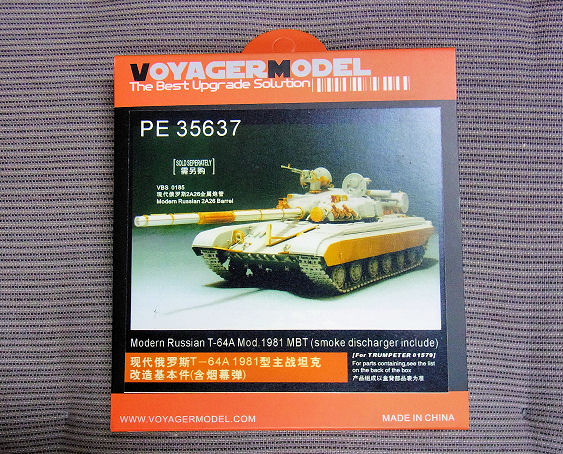 VOYAGERMODEL
The Best Upgrade Solution
PE 35637
SOLD SEPERATELY
需另购
VBS 0185
现代俄罗斯2A26金属炮管
Modern Russian 2A26 Barrel
Modern Russian T-64A Mod.1981 MBT (smoke discharger include)
现代俄罗斯T-64A 1981型主战坦克
改造基本件(含烟幕弹)
[For TRUMPETER 01579]
For parts containing,see the list
on the back of the box
产品组成以盒背部品表为准
WWW.VOYAGERMODEL.COM
MADE IN CHINA